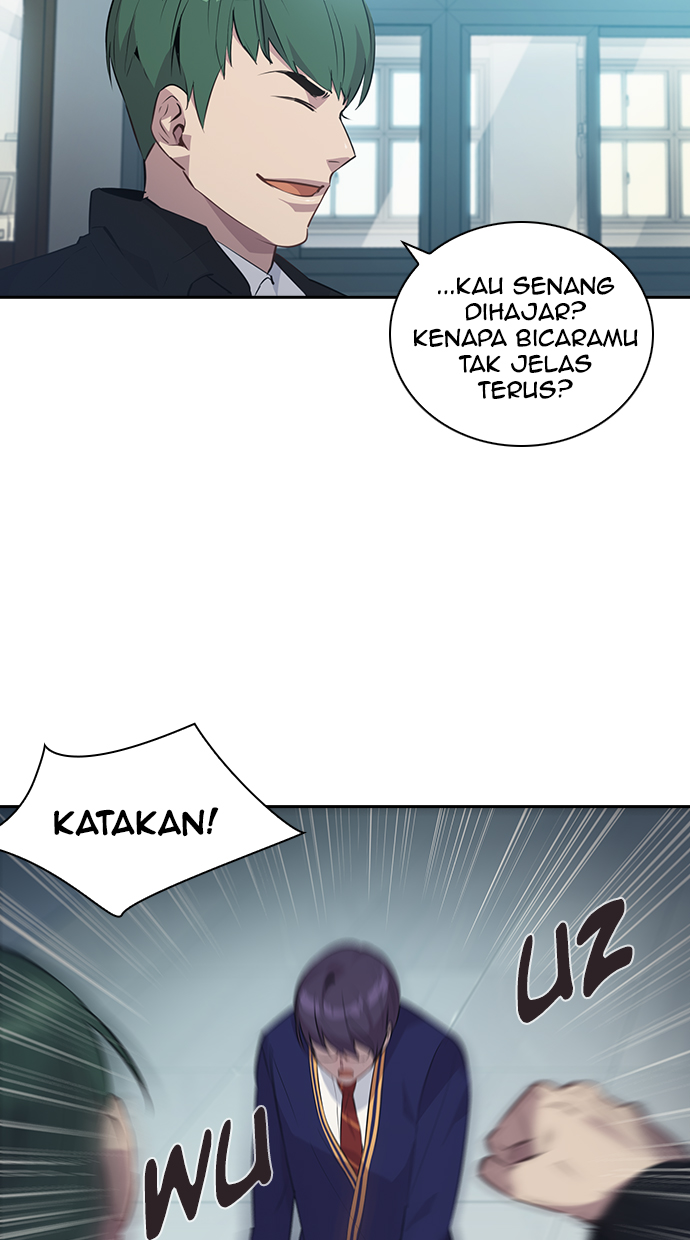 ...KAU SENANG
DIHAJAR?
KENAPA BICARAMU
TAK JELAS
TERUS?
KATAKAN!
UZ
WU